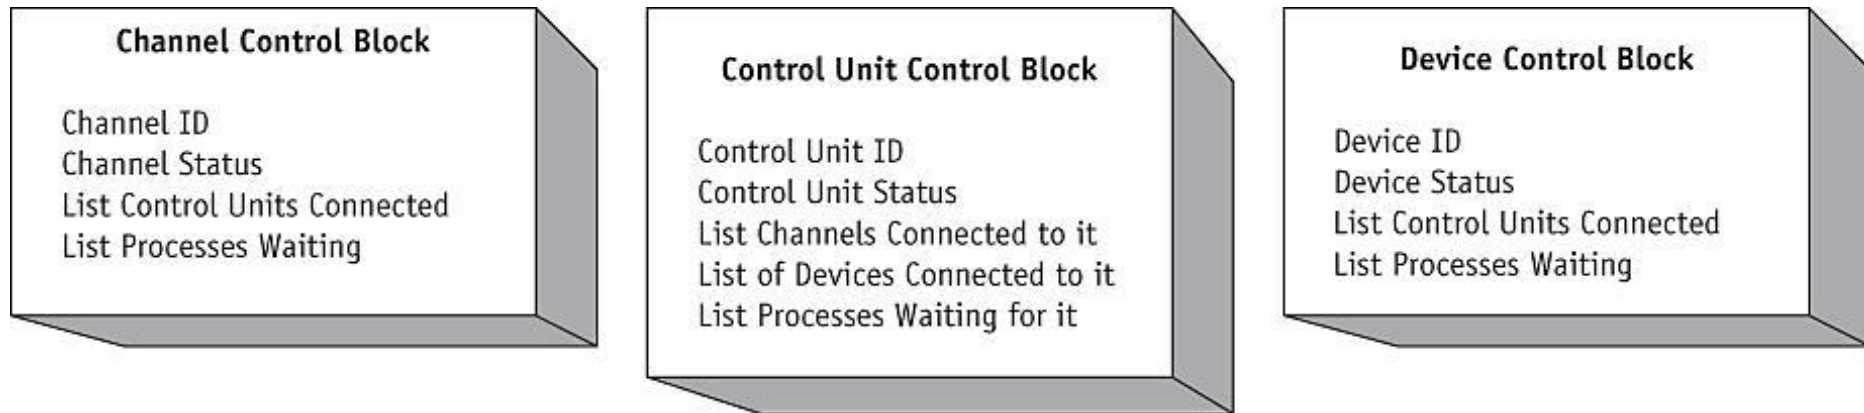 Channel Control Block
Channel ID
Channel Status
List Control Units Connected
List Processes Waiting
Control Unit Control Block
Control Unit ID
Control Unit Status
List Channels Connected to it
List of Devices Connected to it
List Processes Waiting for it
Device Control Block
Device ID
Device Status
List Control Units Connected
List Processes Waiting